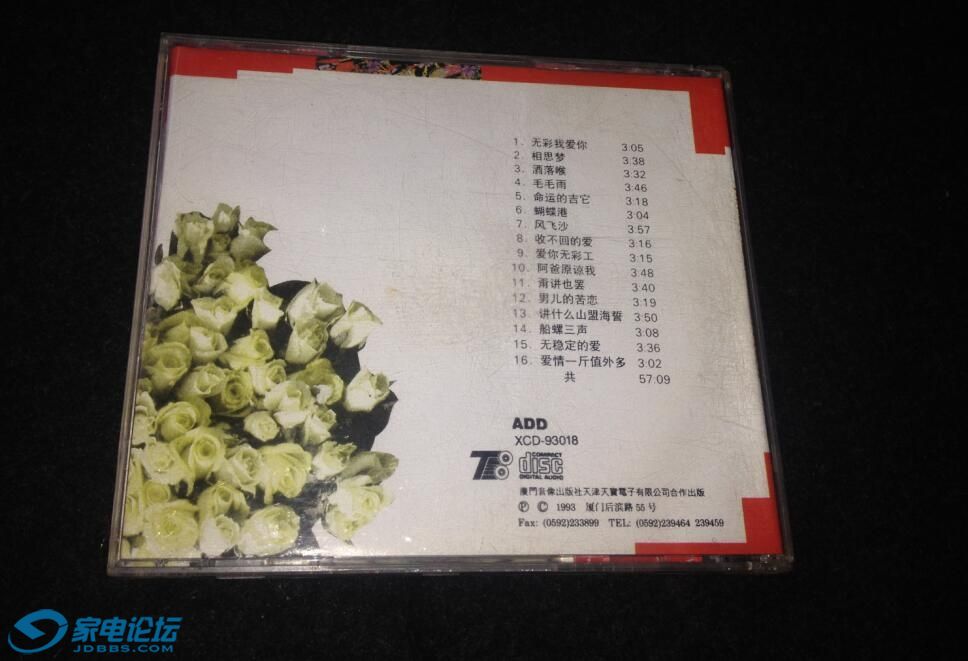 1. 无彩我爱你 3:05
2. 相思梦 3:38
3. 洒落喉 3:32
4. 毛毛雨 3:46
5. 命运的吉它 3:18
6. 蝴蝶港 3:04
7. 风飞沙 3:57
8. 收不回的爱 3:16
9. 爱你无彩工 3:15
10. 阿爸原谅我 3:48
11. 甭讲也罢 3:40
12. 男儿的苦恋 3:19
13. 讲什么山盟海誓 3:50
14. 船螺三声 3:08
15. 无稳定的爱 3:36
16. 爱情一斤值外多 3:02
共 57:09
ADD
XCD-93018
COMPACT
disc
DIGITAL AUDIO
廈門音像出版社天津天寶電子有限公司合作出版
Ⓟ © 1993 厦门后滨路 55 号
Fax: (0592)233899 TEL: (0592)239464 239459
家电论坛
JDBBS.COM